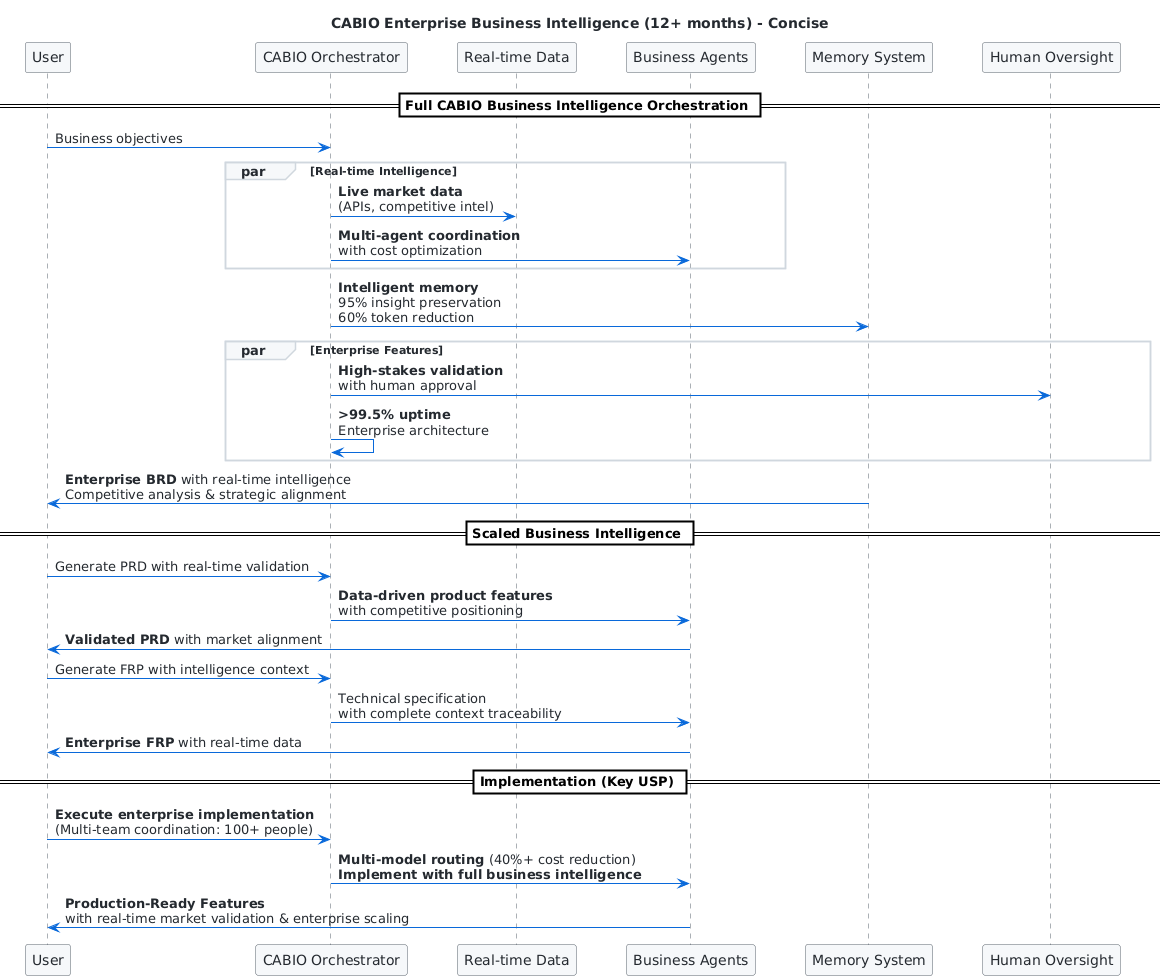 CABIO Enterprise Business Intelligence (12+ months) - Concise
User
CABIO Orchestrator
Real-time Data
Business Agents
Memory System
Human Oversight
Full CABIO Business Intelligence Orchestration
Business objectives
par
[Real-time Intelligence]
Live market data
(APIs, competitive intel)
Multi-agent coordination
with cost optimization
Intelligent memory
95% insight preservation
60% token reduction
par
[Enterprise Features]
High-stakes validation
with human approval
>99.5% uptime
Enterprise architecture
Enterprise BRD with real-time intelligence
Competitive analysis & strategic alignment
Scaled Business Intelligence
Generate PRD with real-time validation
Data-driven product features
with competitive positioning
Validated PRD with market alignment
Generate FRP with intelligence context
Technical specification
with complete context traceability
Enterprise FRP with real-time data
Implementation (Key USP)
Execute enterprise implementation
(Multi-team coordination: 100+ people)
Multi-model routing (40%+ cost reduction)
Implement with full business intelligence
Production-Ready Features
with real-time market validation & enterprise scaling
User
CABIO Orchestrator
Real-time Data
Business Agents
Memory System
Human Oversight